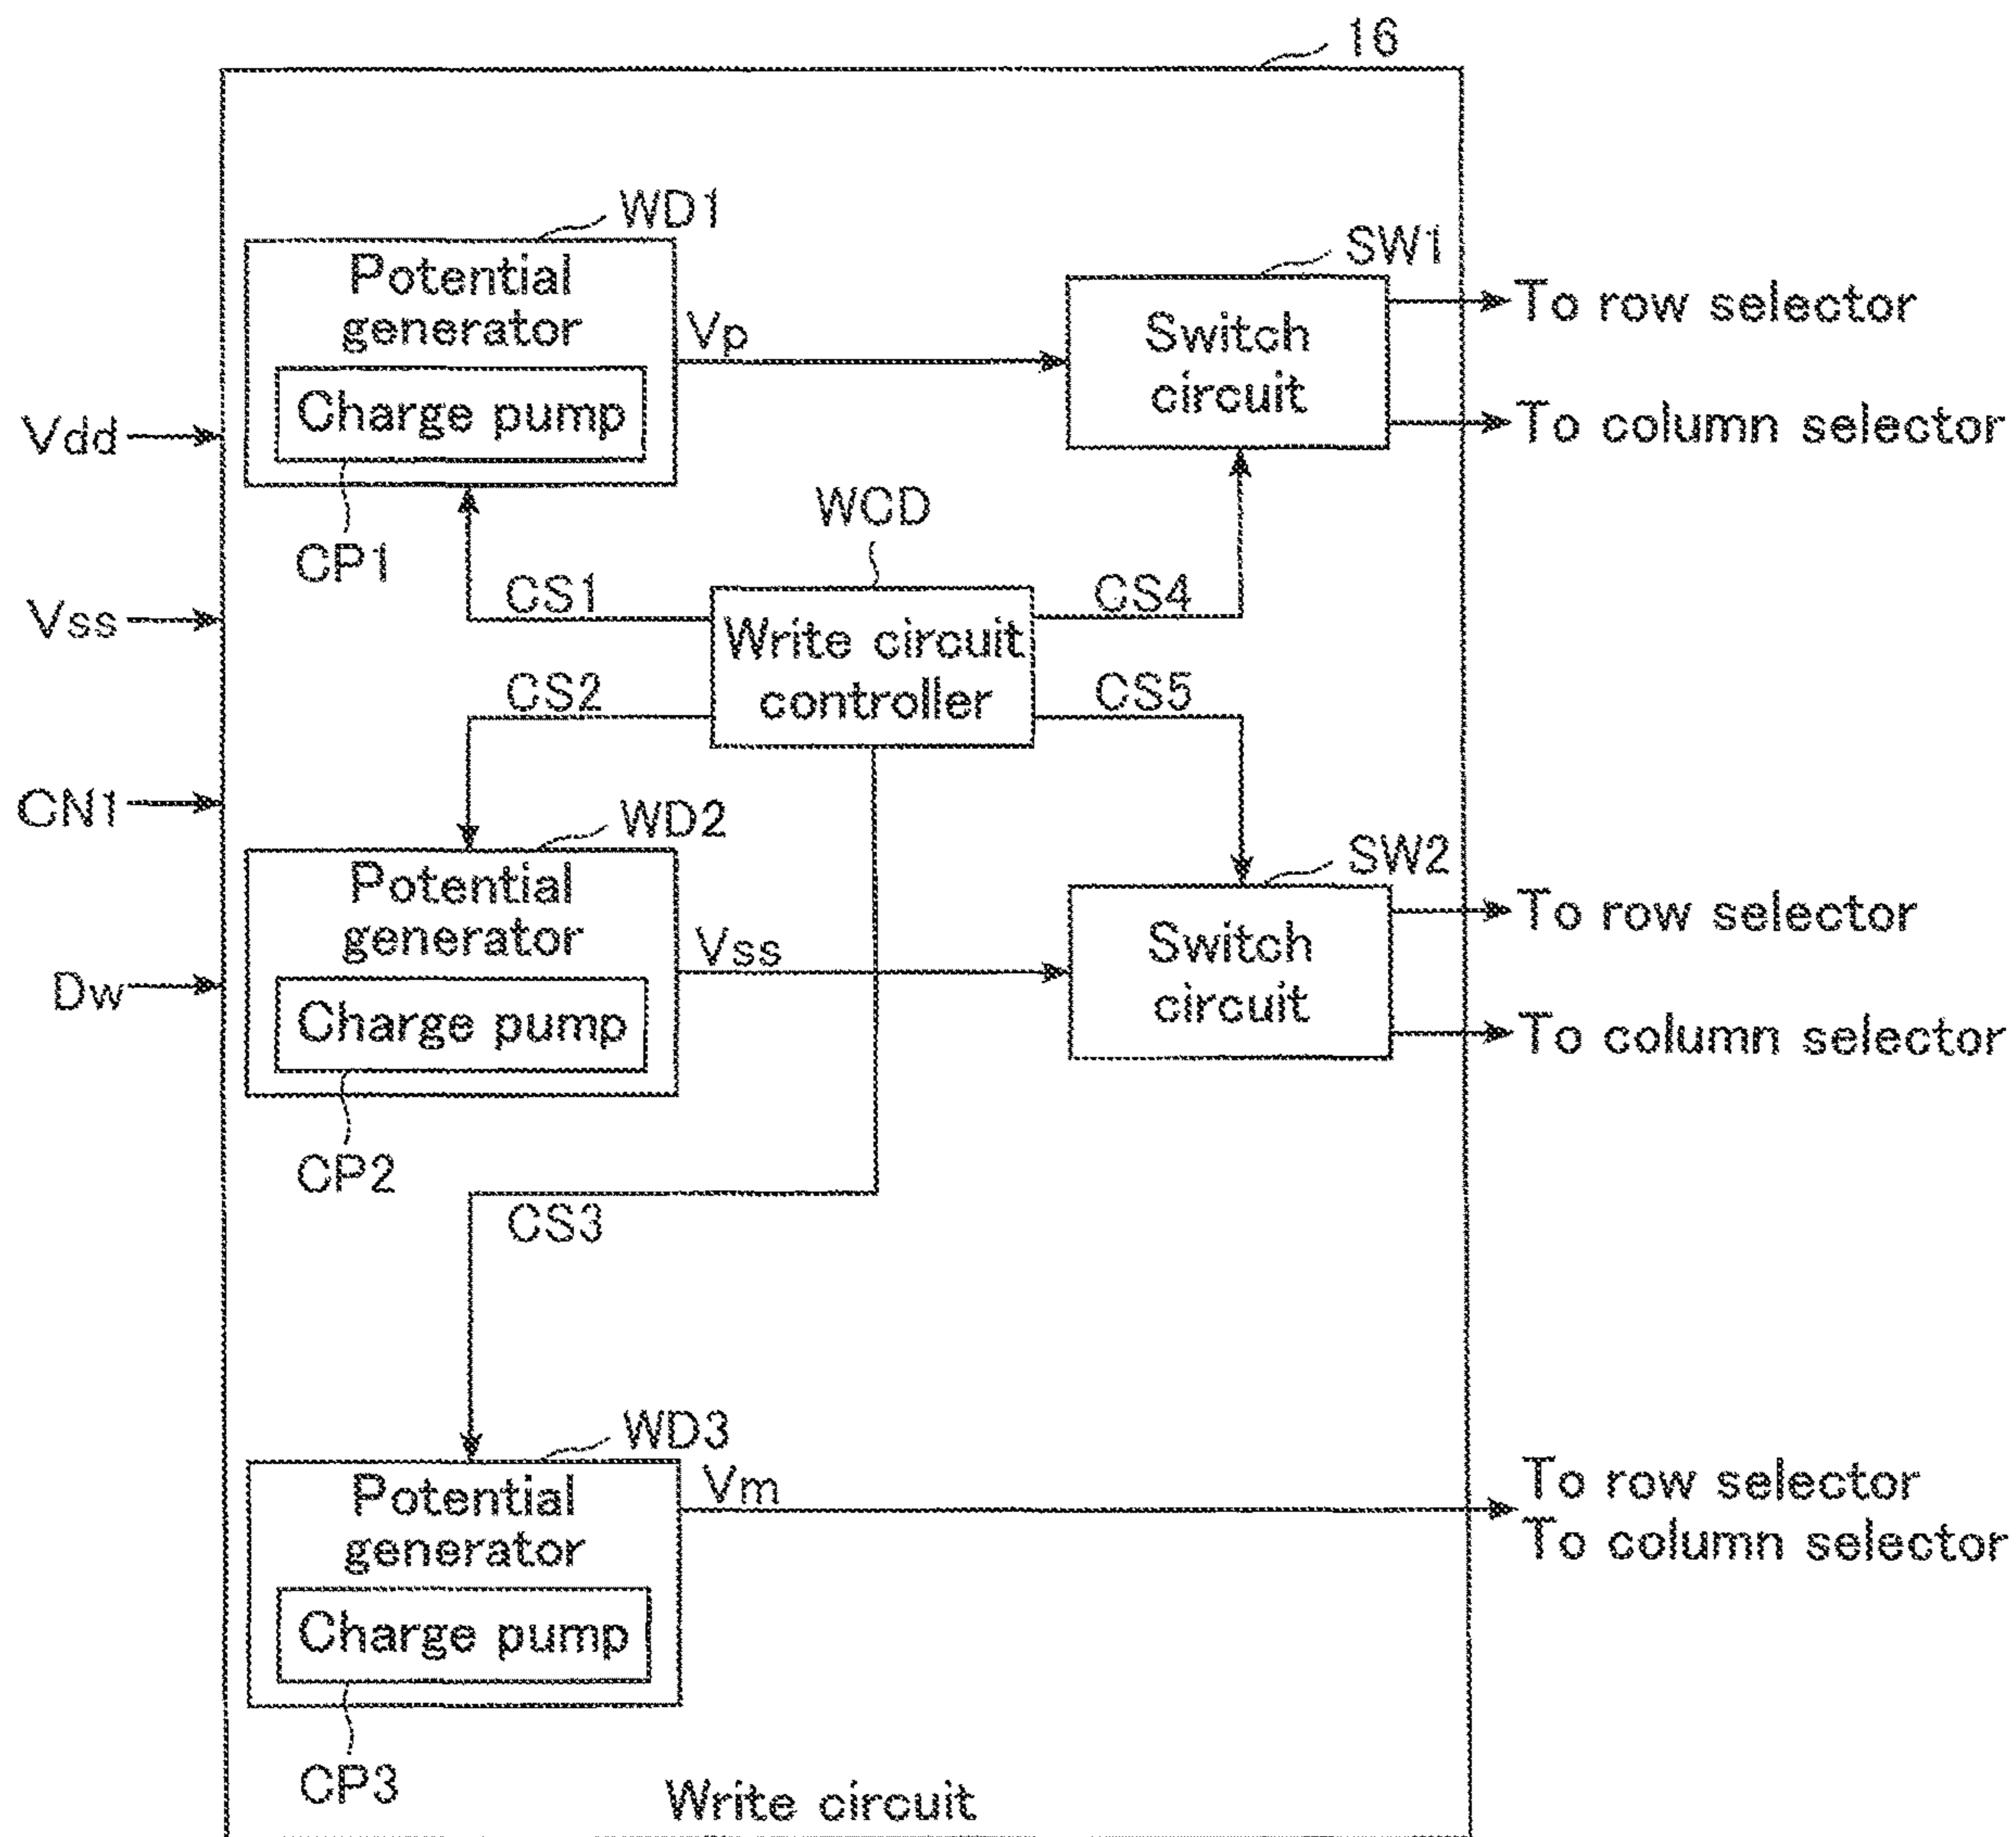 16
WD1
Potential
generator
Charge pump
CP1
Vp
SW1
Switch
circuit
To row selector
To column selector
Vdd
Vss
CN1
Dw
WCD
Write circuit
controller
CS1
CS4
CS2
CS5
WD2
Potential
generator
Charge pump
CP2
Vss
SW2
Switch
circuit
To row selector
To column selector
CS3
WD3
Potential
generator
Charge pump
CP3
Vm
To row selector
To column selector
Write circuit